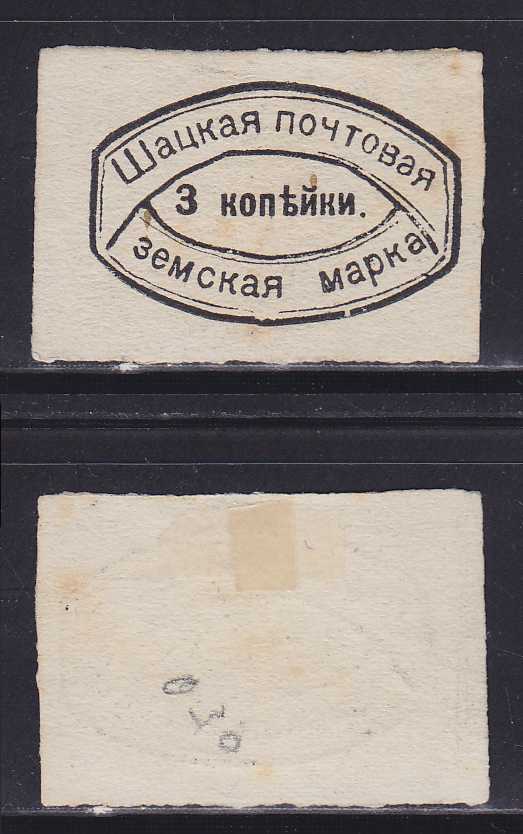 Шацкая почтовая
3 копѣйки.
земская марка